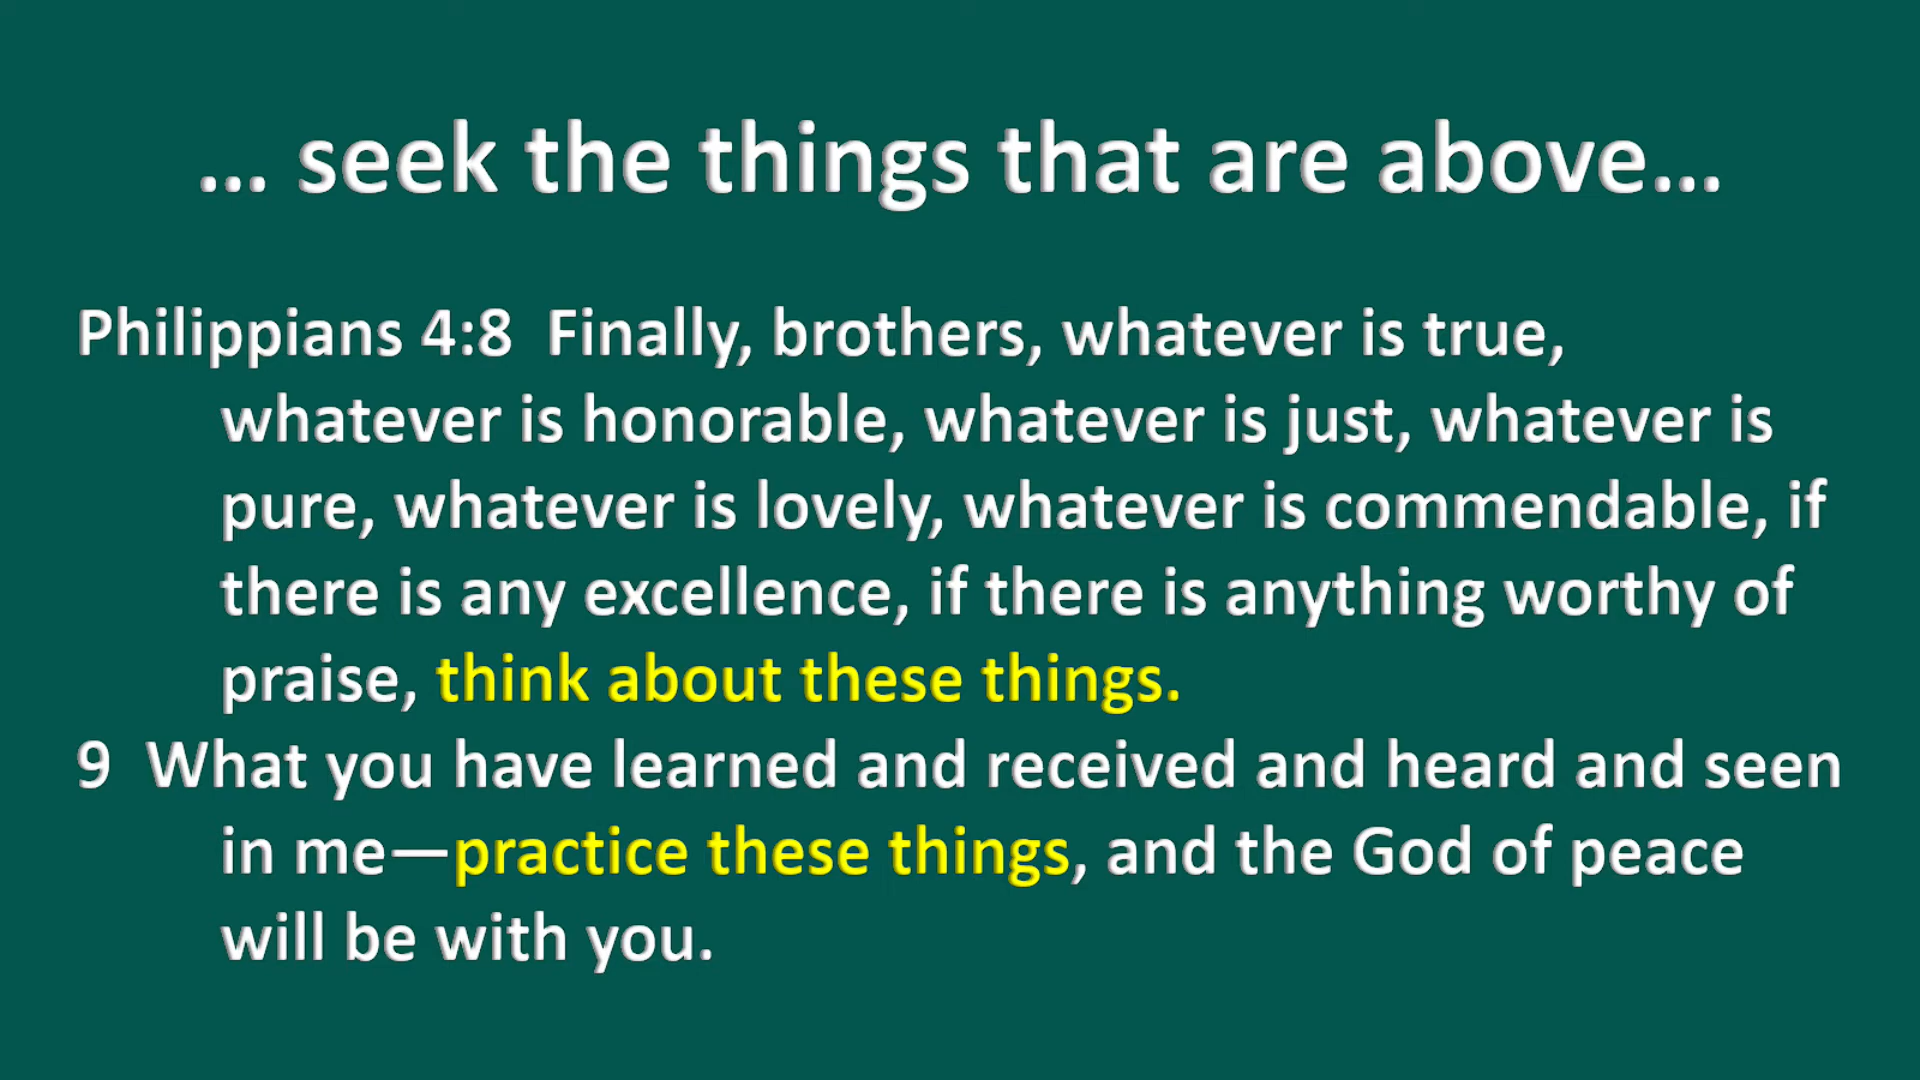 ... seek the things that are above...
Philippians 4:8  Finally, brothers, whatever is true,
whatever is honorable, whatever is just, whatever is
pure, whatever is lovely, whatever is commendable, if
there is any excellence, if there is anything worthy of
praise, think about these things.
9  What you have learned and received and heard and seen
in me—practice these things, and the God of peace
will be with you.